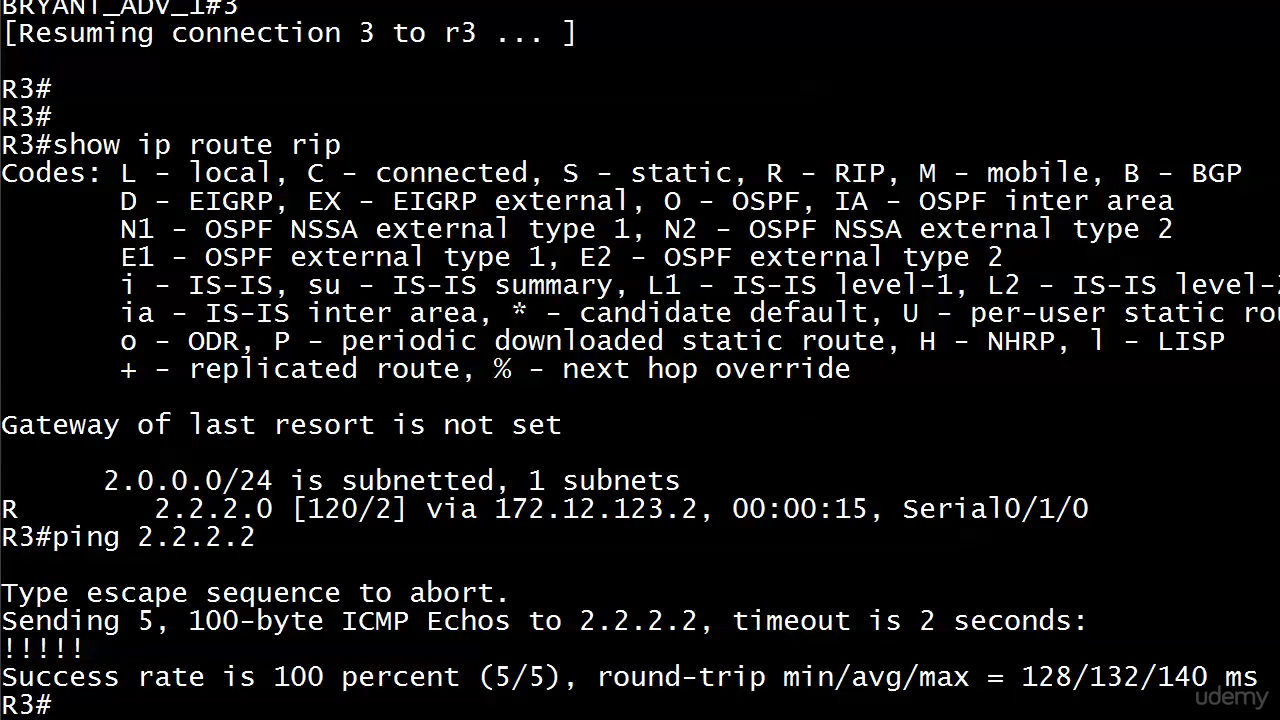 BRYANT_ADV_1#3
[Resuming connection 3 to r3 ... ]
R3#
R3#
R3#show ip route rip
Codes: L - local, C - connected, S - static, R - RIP, M - mobile, B - BGP
D - EIGRP, EX - EIGRP external, O - OSPF, IA - OSPF inter area
N1 - OSPF NSSA external type 1, N2 - OSPF NSSA external type 2
E1 - OSPF external type 1, E2 - OSPF external type 2
i - IS-IS, su - IS-IS summary, L1 - IS-IS level-1, L2 - IS-IS level-2
ia - IS-IS inter area, * - candidate default, U - per-user static rou
o - ODR, P - periodic downloaded static route, H - NHRP, l - LISP
+ - replicated route, % - next hop override
Gateway of last resort is not set
2.0.0.0/24 is subnetted, 1 subnets
R 2.2.2.0 [120/2] via 172.12.123.2, 00:00:15, Serial0/1/0
R3#ping 2.2.2.2
Type escape sequence to abort.
Sending 5, 100-byte ICMP Echos to 2.2.2.2, timeout is 2 seconds:
!!!!!
Success rate is 100 percent (5/5), round-trip min/avg/max = 128/132/140 ms
R3#
udemy